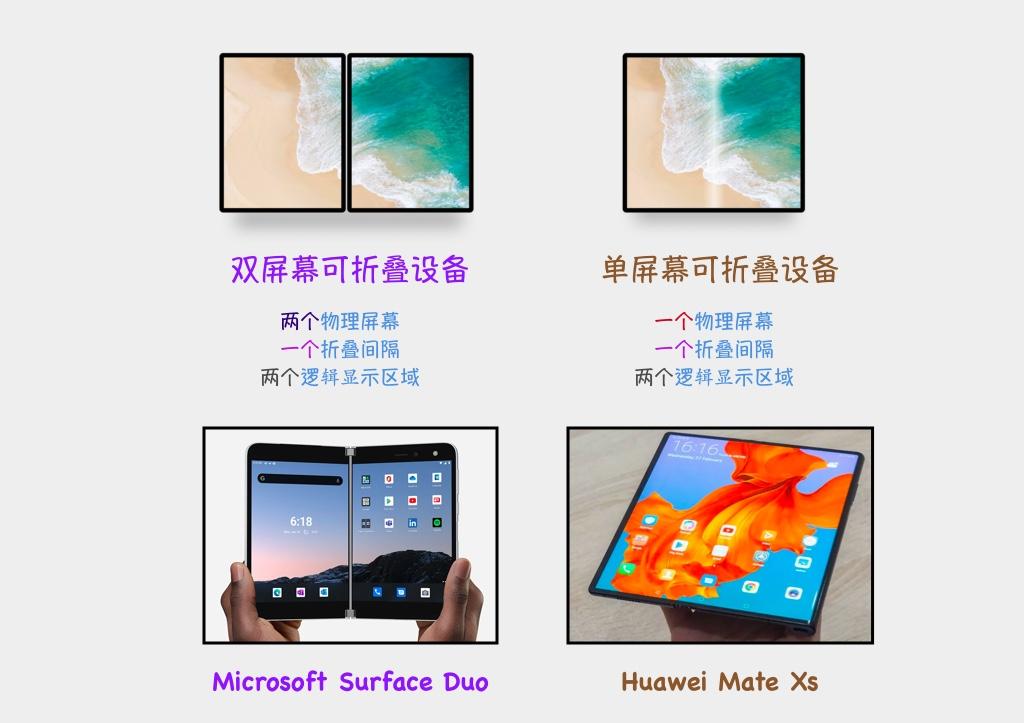 双屏幕可折叠设备
两个物理屏幕
一个折叠间隔
两个逻辑显示区域
单屏幕可折叠设备
一个物理屏幕
一个折叠间隔
两个逻辑显示区域
6:18
16:16
Wednesday, 27 February
Microsoft Surface Duo
Huawei Mate Xs